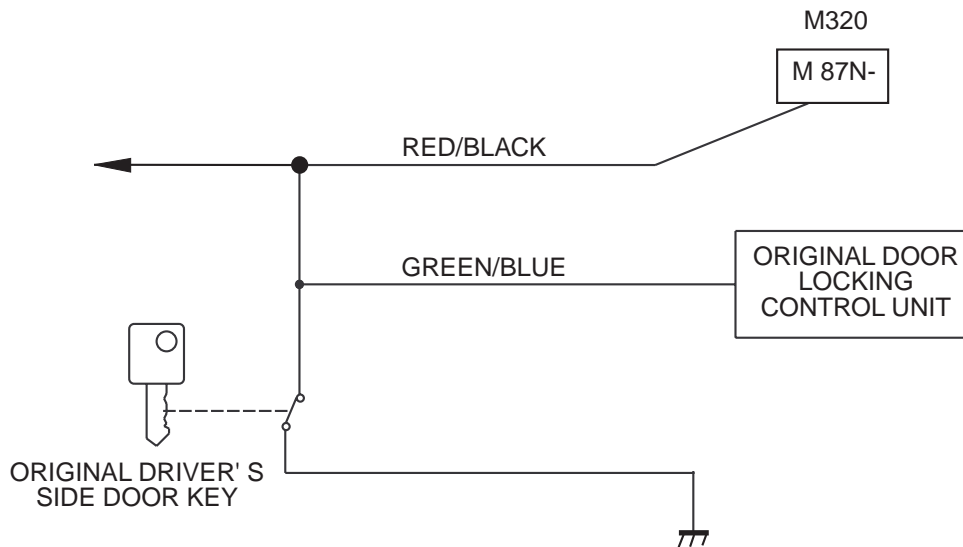 M320
M 87N-
RED/BLACK
GREEN/BLUE
ORIGINAL DOOR
LOCKING
CONTROL UNIT
ORIGINAL DRIVER' S
SIDE DOOR KEY